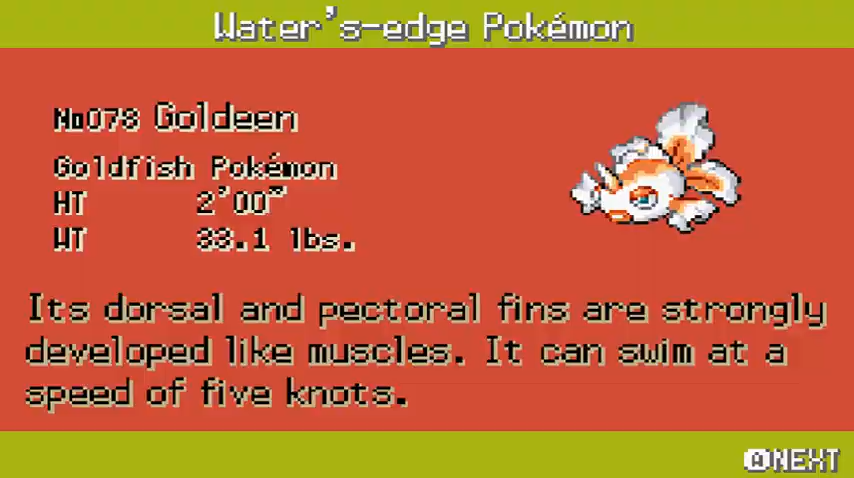 Water's-edge Pokémon
No078 Goldeen
Goldfish Pokémon
HT 2'00"
WT 33.1 lbs.
Its dorsal and pectoral fins are strongly
developed like muscles. It can swim at a
speed of five knots.
A NEXT